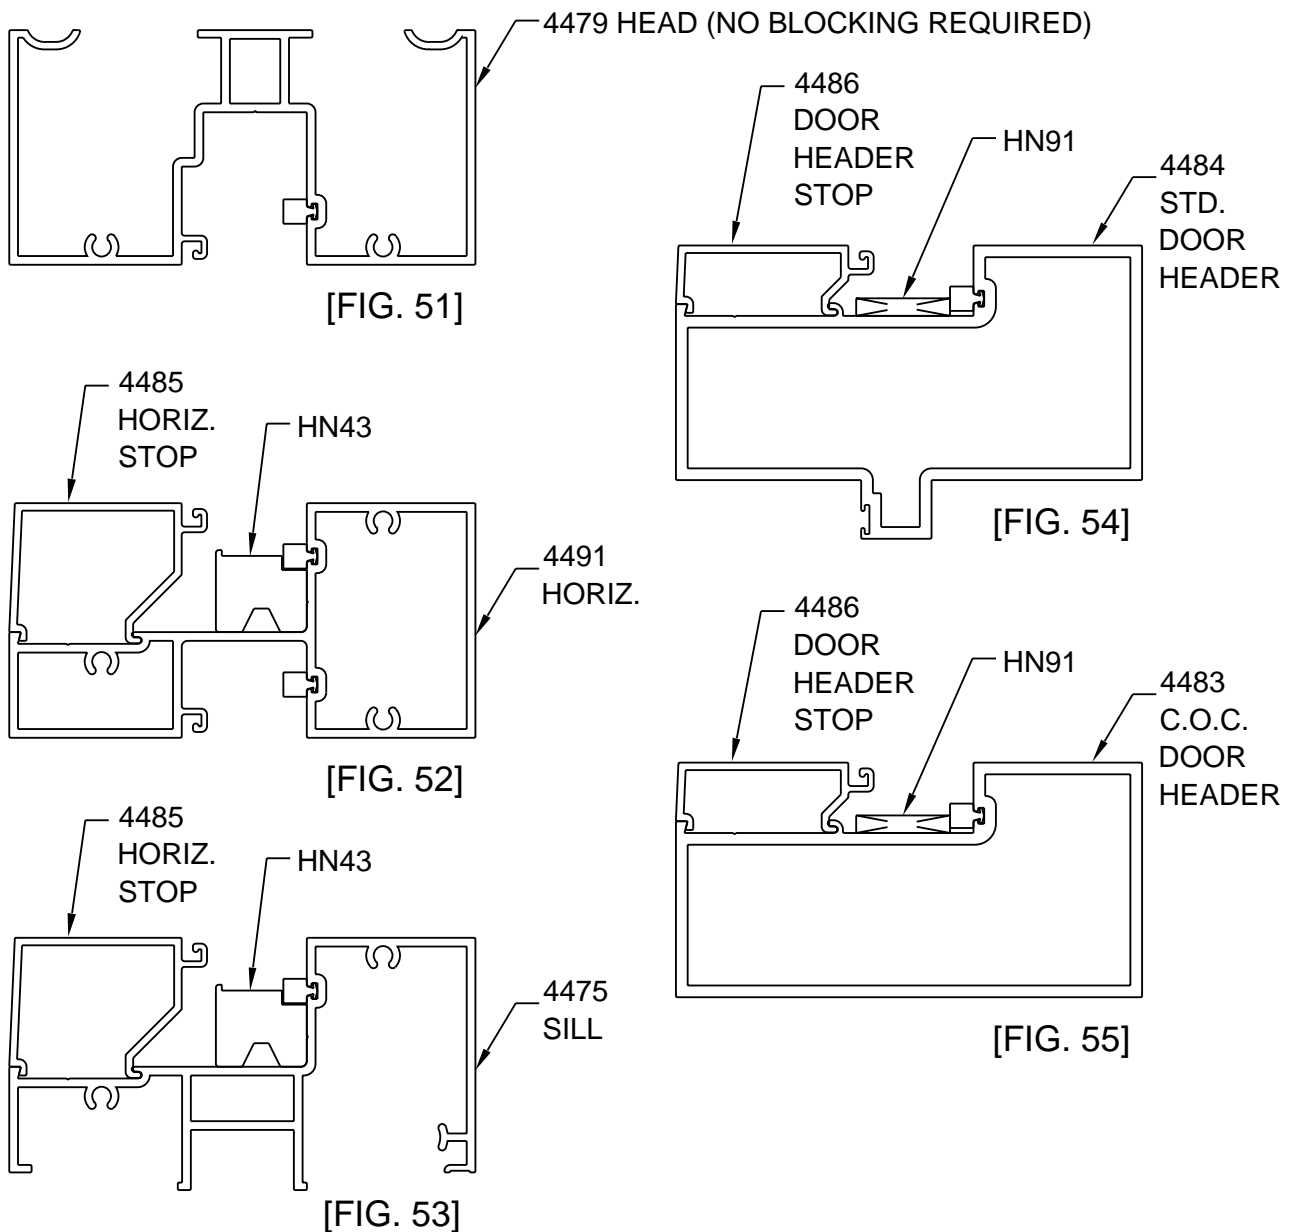 4479 HEAD (NO BLOCKING REQUIRED)
[FIG. 51]
4485
HORIZ.
STOP
HN43
4491
HORIZ.
[FIG. 52]
4485
HORIZ.
STOP
HN43
4475
SILL
[FIG. 53]
4486
DOOR
HEADER
STOP
HN91
4484
STD.
DOOR
HEADER
[FIG. 54]
4486
DOOR
HEADER
STOP
HN91
4483
C.O.C.
DOOR
HEADER
[FIG. 55]